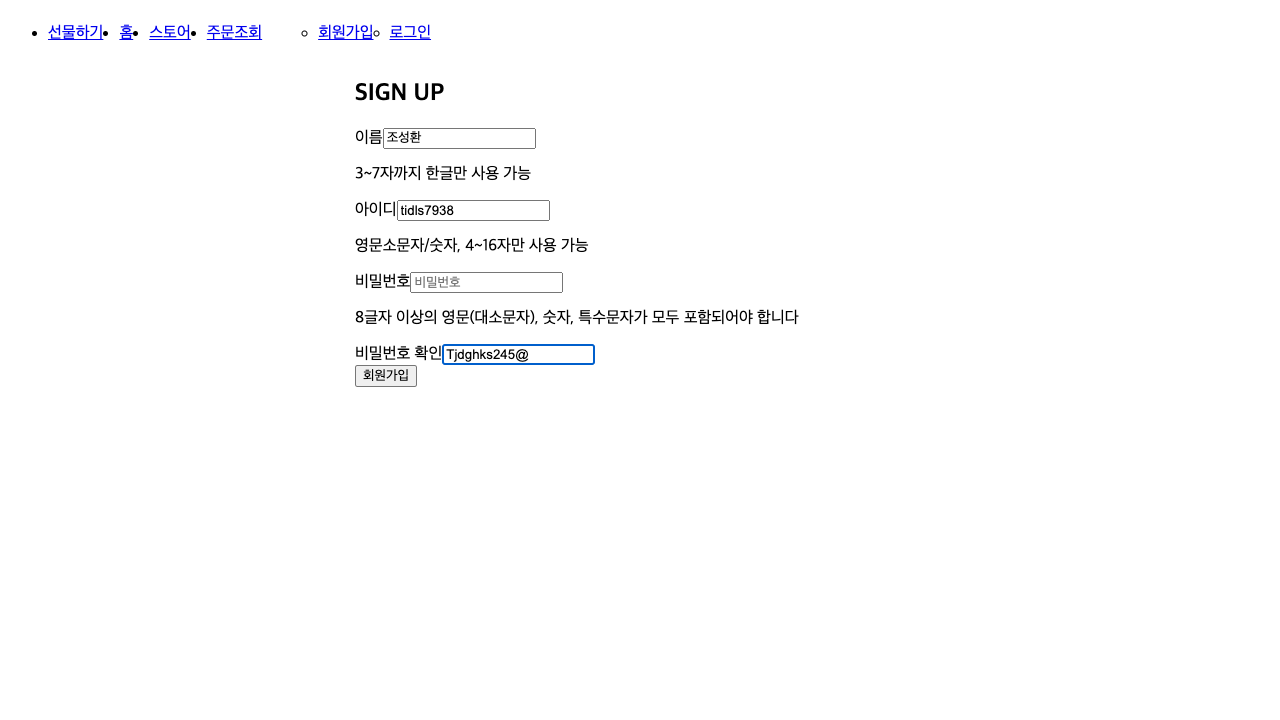 선물하기 홈 스토어 주문조회 회원가입 로그인
SIGN UP
이름 조성환
3~7자까지 한글만 사용 가능
아이디 tidls7938
영문소문자/숫자, 4~16자만 사용 가능
비밀번호 비밀번호
8글자 이상의 영문(대소문자), 숫자, 특수문자가 모두 포함되어야 합니다
비밀번호 확인 Tjdghks245@
회원가입